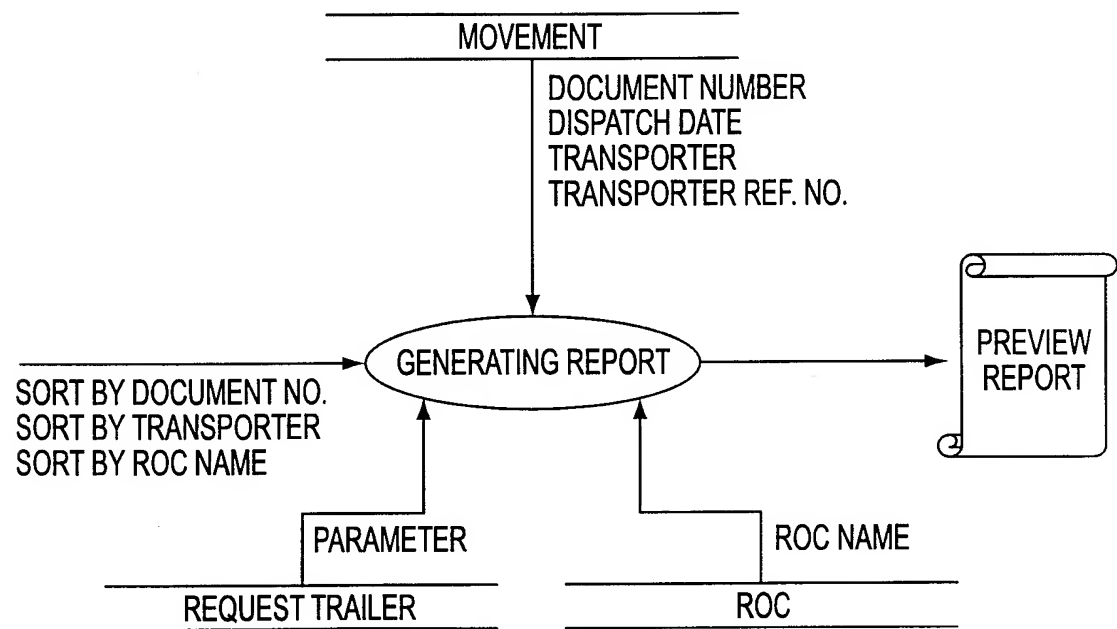 MOVEMENT
DOCUMENT NUMBER
DISPATCH DATE
TRANSPORTER
TRANSPORTER REF. NO.
GENERATING REPORT
PREVIEW
REPORT
SORT BY DOCUMENT NO.
SORT BY TRANSPORTER
SORT BY ROC NAME
PARAMETER
ROC NAME
REQUEST TRAILER
ROC